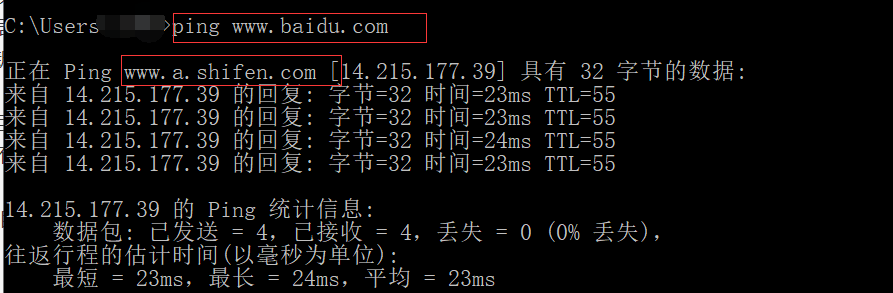 C:\Users >ping www.baidu.com
正在 Ping www.a.shifen.com [14.215.177.39] 具有 32 字节的数据:
来自 14.215.177.39 的回复: 字节=32 时间=23ms TTL=55
来自 14.215.177.39 的回复: 字节=32 时间=23ms TTL=55
来自 14.215.177.39 的回复: 字节=32 时间=24ms TTL=55
来自 14.215.177.39 的回复: 字节=32 时间=23ms TTL=55
14.215.177.39 的 Ping 统计信息:
数据包: 已发送 = 4，已接收 = 4，丢失 = 0 (0% 丢失)，
往返行程的估计时间(以毫秒为单位):
最短 = 23ms，最长 = 24ms，平均 = 23ms